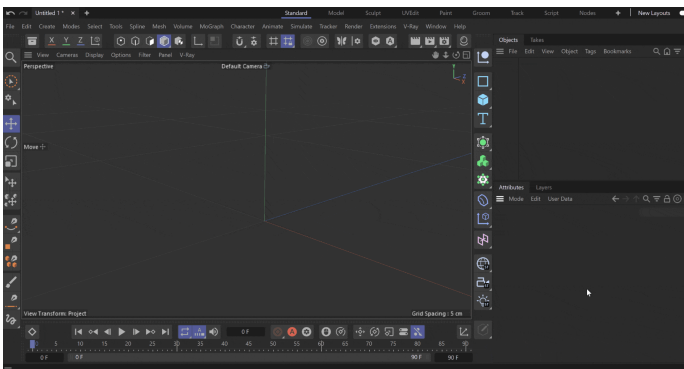 Untitled 1 * × + Standard Model Sculpt UVEdit Paint Groom Track Script Nodes + New Layouts
File Edit Create Modes Select Tools Spline Mesh Volume MoGraph Character Animate Simulate Tracker Render Extensions V-Ray Window Help
X Y Z
Objects Takes
View Cameras Display Options Filter Panel V-Ray
File Edit View Object Tags Bookmarks
Perspective Default Camera
Move
Attributes Layers
Mode Edit User Data
View Transform: Project Grid Spacing : 5 cm
0 F
0 5 10 15 20 25 30 35 40 45 50 55 60 65 70 75 80 85 90
0 F 0 F 90 F 90 F